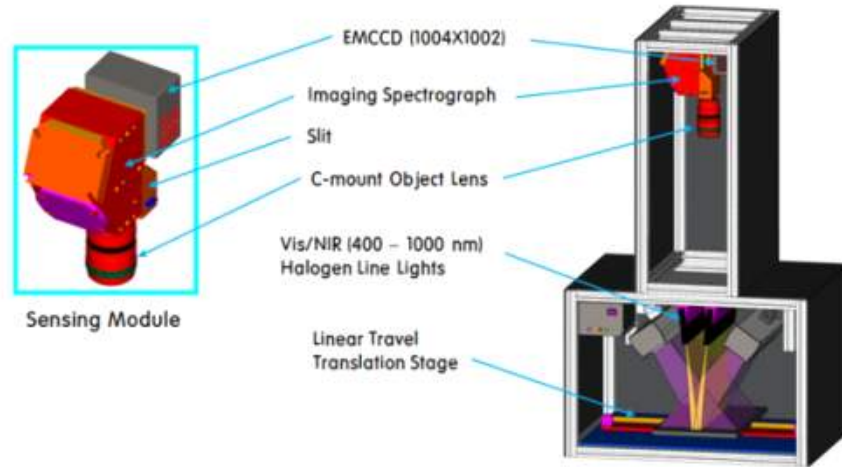 EMCCD (1004X1002)
Imaging Spectrograph
Slit
C-mount Object Lens
Vis/NIR (400 – 1000 nm)
Halogen Line Lights
Sensing Module
Linear Travel
Translation Stage